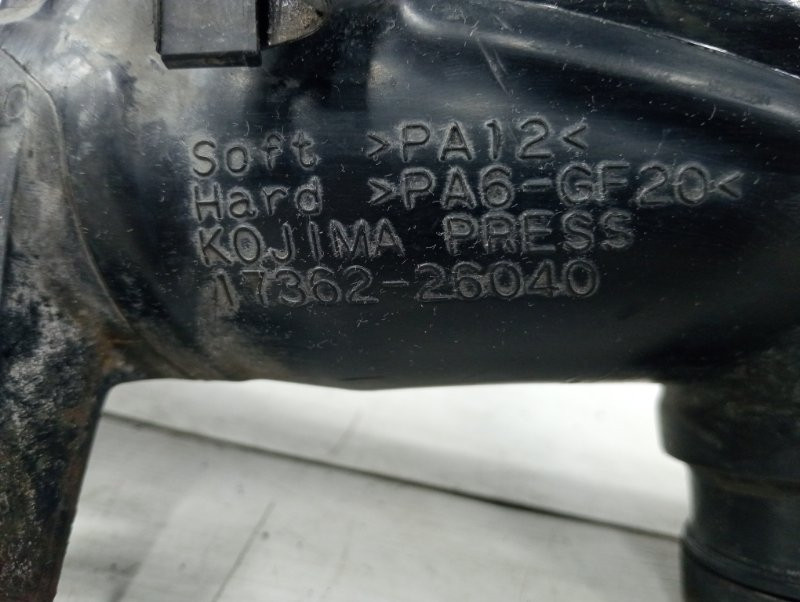 Soft >PA12<
Hard >PA6-GF20<
KOJIMA PRESS
17362-26040